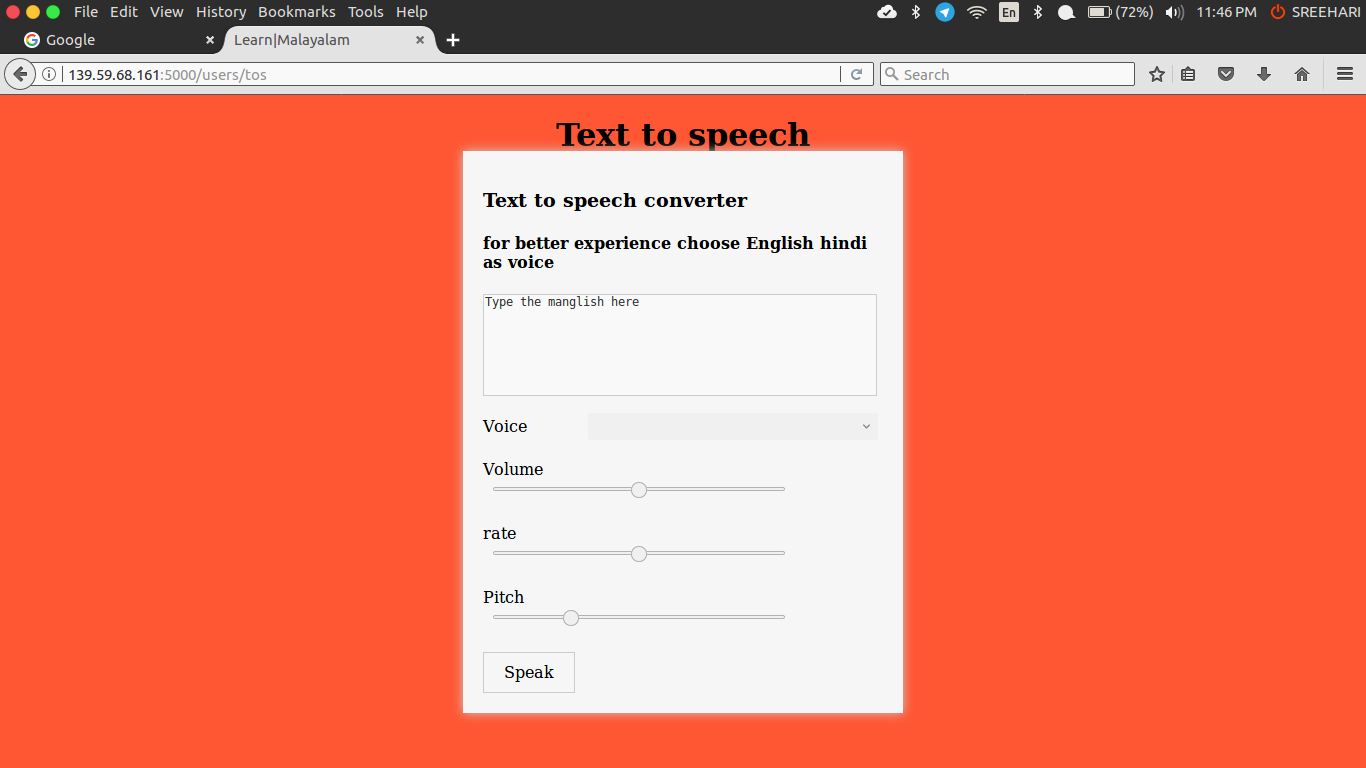 File Edit View History Bookmarks Tools Help En (72%) 11:46 PM SREEHARI
Google Learn|Malayalam
139.59.68.161:5000/users/tos Search
Text to speech
Text to speech converter
for better experience choose English hindi
as voice
Type the manglish here
Voice
Volume
rate
Pitch
Speak